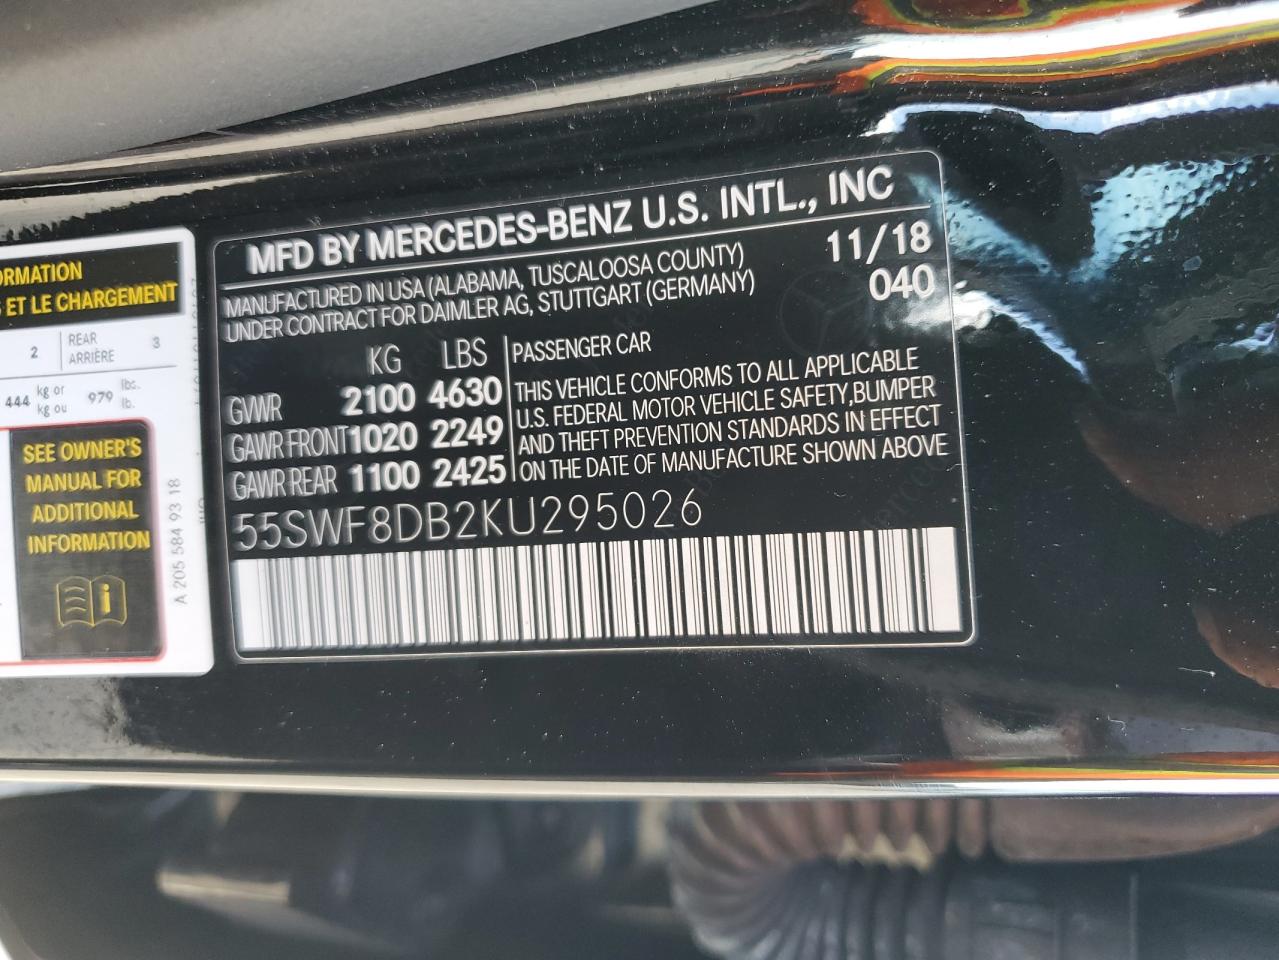 MFD BY MERCEDES-BENZ U.S. INTL., INC
MANUFACTURED IN USA (ALABAMA, TUSCALOOSA COUNTY) 11/18
UNDER CONTRACT FOR DAIMLER AG, STUTTGART (GERMANY) 040
KG LBS
GVWR 2100 4630
GAWR FRONT 1020 2249
GAWR REAR 1100 2425
PASSENGER CAR
THIS VEHICLE CONFORMS TO ALL APPLICABLE
U.S. FEDERAL MOTOR VEHICLE SAFETY,BUMPER
AND THEFT PREVENTION STANDARDS IN EFFECT
ON THE DATE OF MANUFACTURE SHOWN ABOVE
55SWF8DB2KU295026
ET LE CHARGEMENT
2 REAR 3
ARRIÈRE
444 kg or 979 lbs.
kg ou lb.
SEE OWNER'S
MANUAL FOR
ADDITIONAL
INFORMATION
A 205 584 93 18